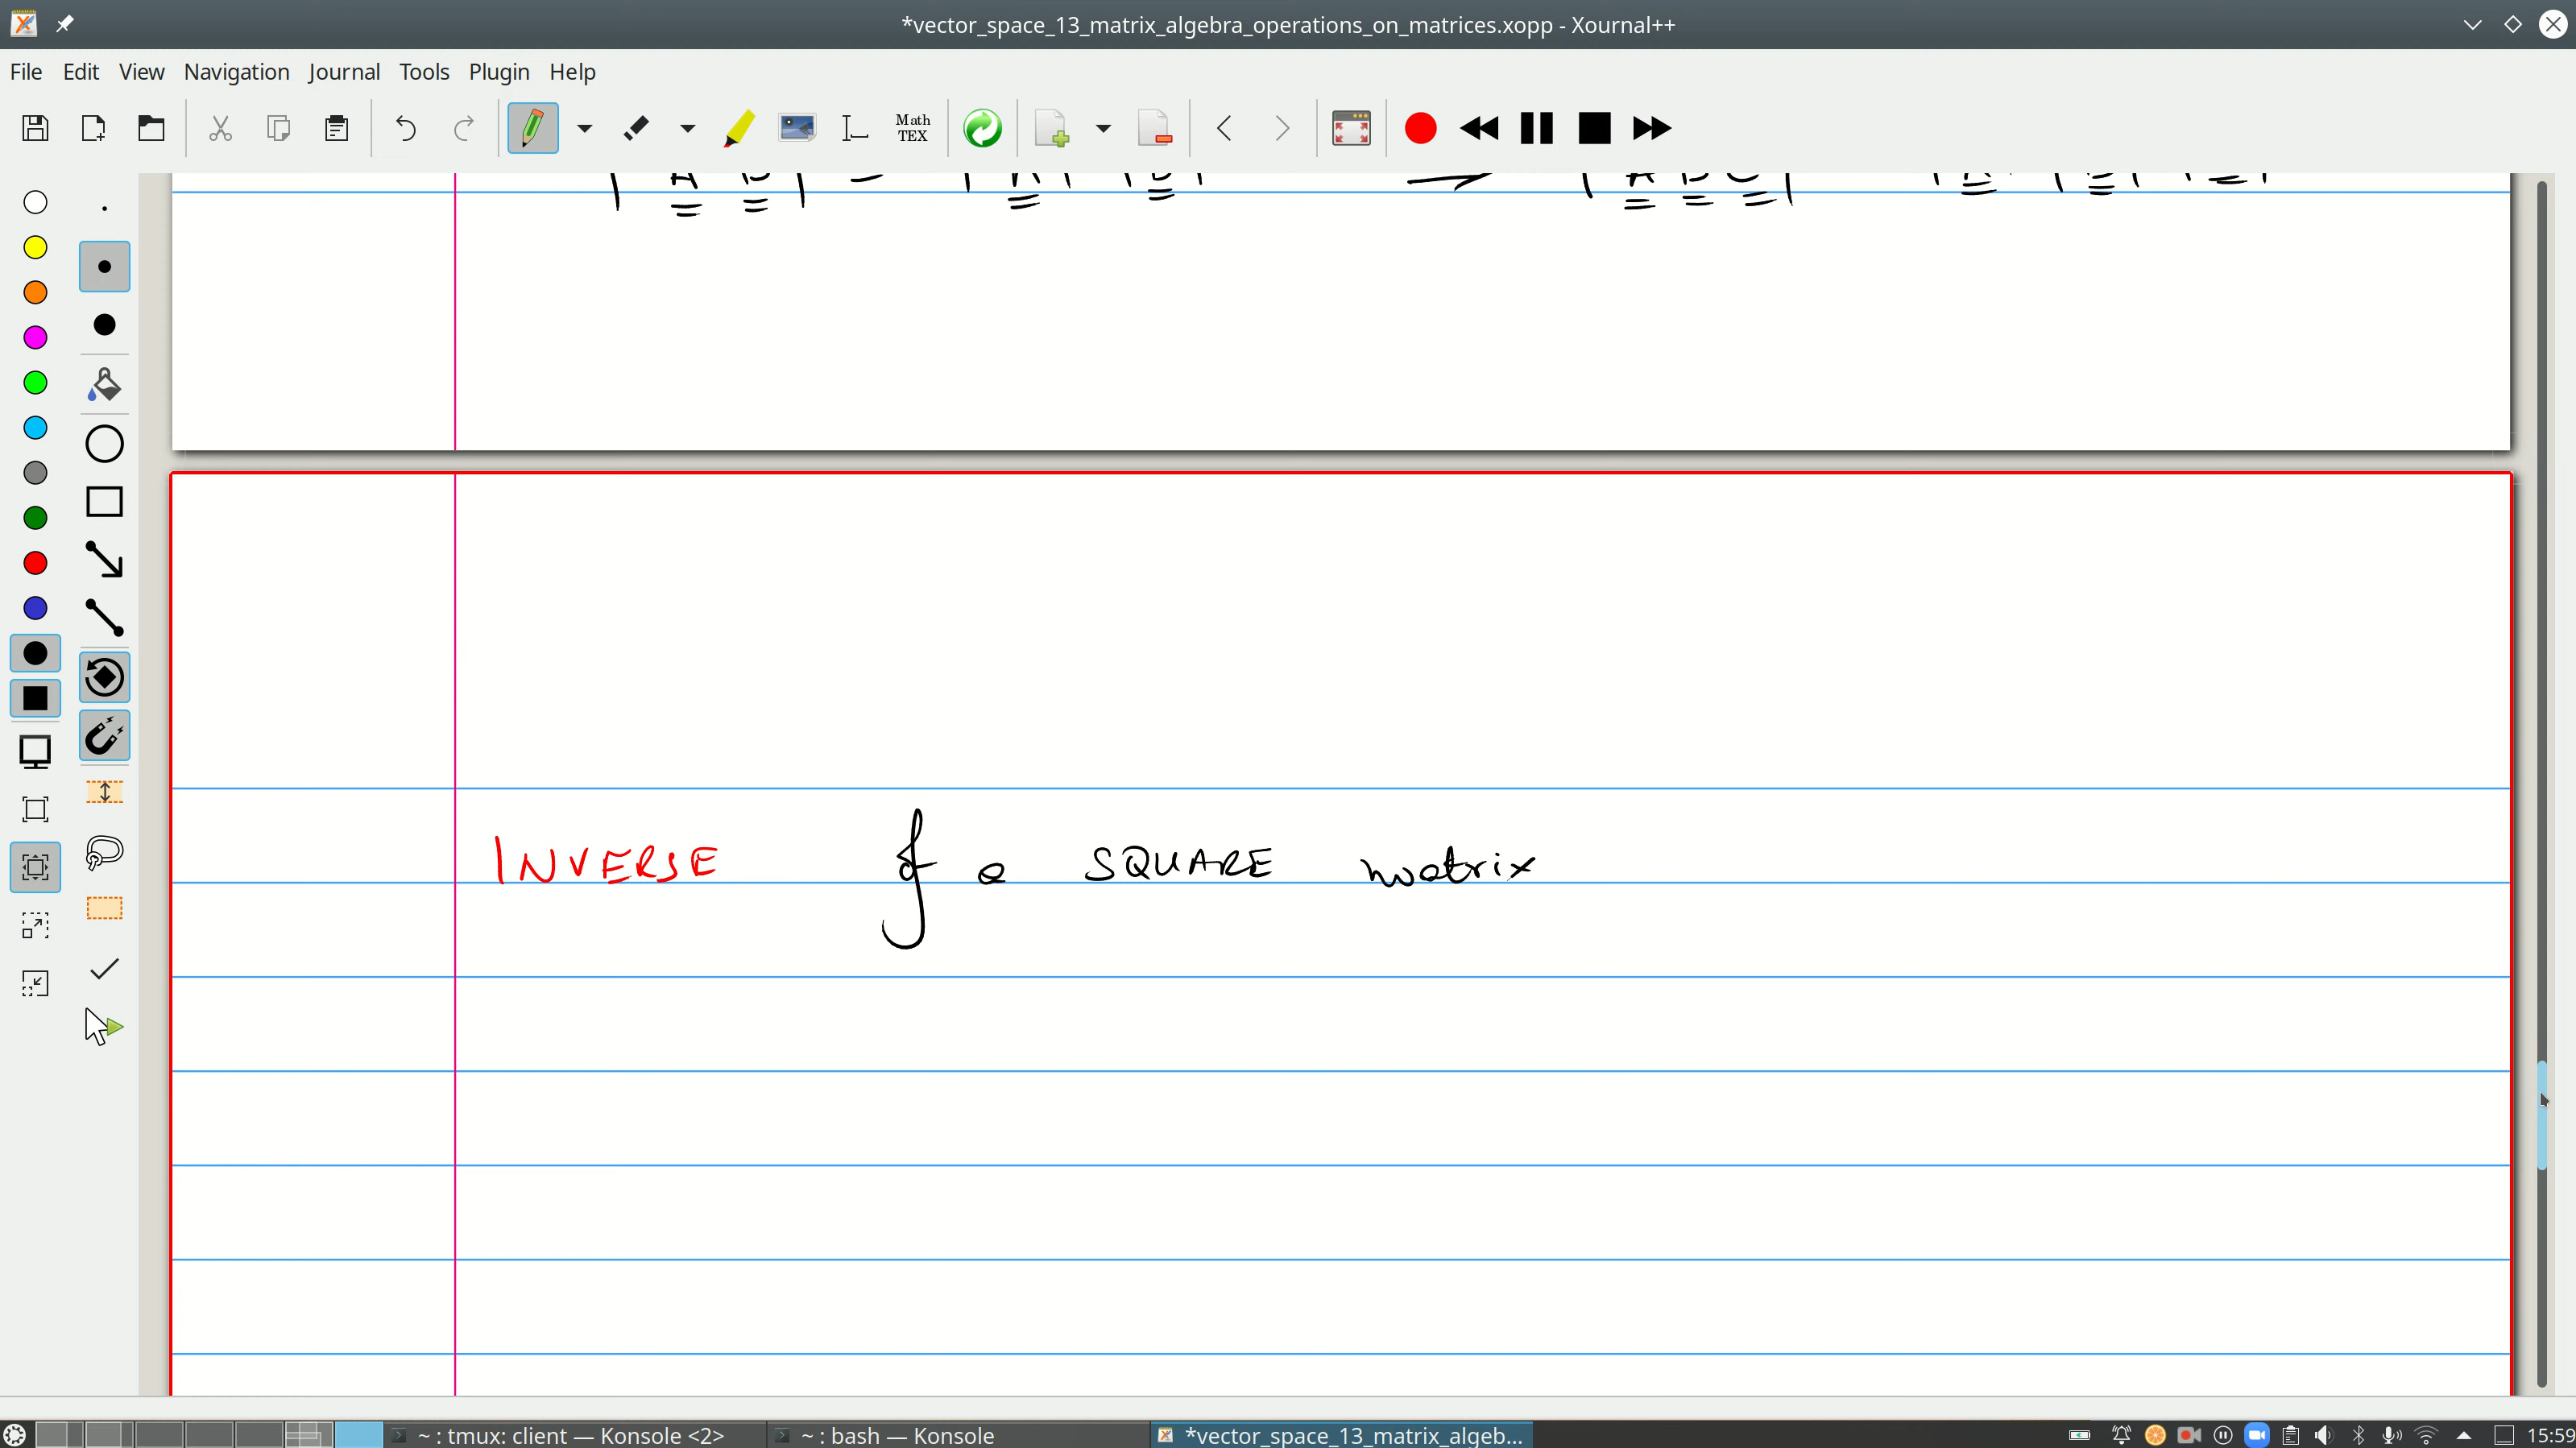 *vector_space_13_matrix_algebra_operations_on_matrices.xopp - Xournal++
File Edit View Navigation Journal Tools Plugin Help
Math
TEX
INVERSE of a SQUARE matrix
~ : tmux: client — Konsole <2> ~ : bash — Konsole *vector_space_13_matrix_algeb... 15:59